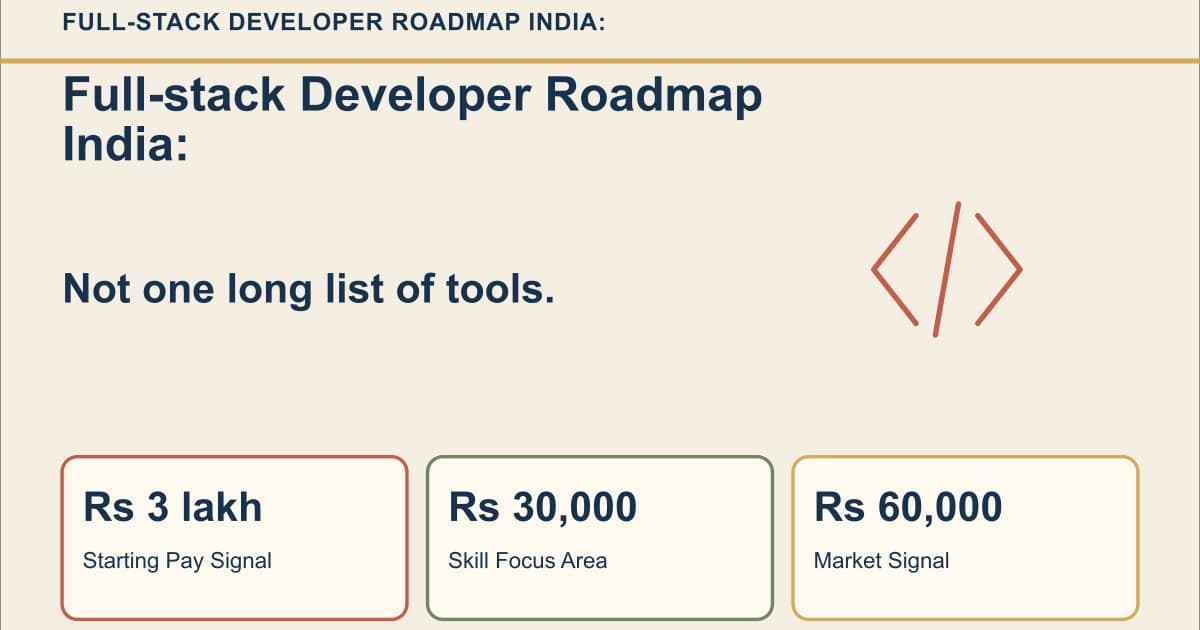 FULL-STACK DEVELOPER ROADMAP INDIA:
Full-stack Developer Roadmap
India:
Not one long list of tools.
Rs 3 lakh
Starting Pay Signal
Rs 30,000
Skill Focus Area
Rs 60,000
Market Signal